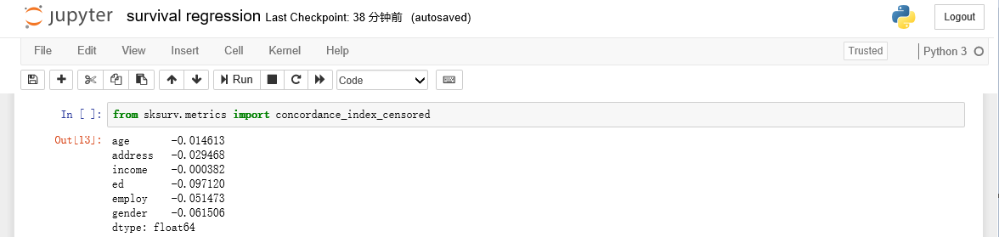 jupyter survival regression Last Checkpoint: 38 分钟前 (autosaved) Logout
File Edit View Insert Cell Kernel Help Trusted Python 3
Run Code
In [ ]: from sksurv.metrics import concordance_index_censored
Out[13]: age -0.014613
address -0.029468
income -0.000382
ed -0.097120
employ -0.051473
gender -0.061506
dtype: float64